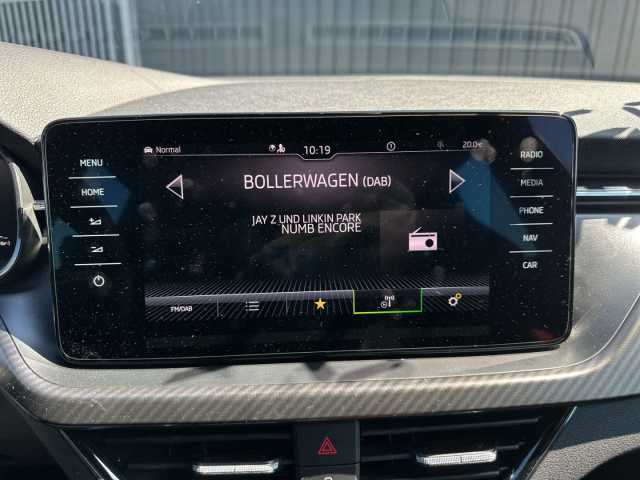 MENU
HOME
Normal
10:19
20.0°
BOLLERWAGEN (DAB)
JAY Z UND LINKIN PARK
NUMB ENCORE
FM/DAB
RADIO
MEDIA
PHONE
NAV
CAR